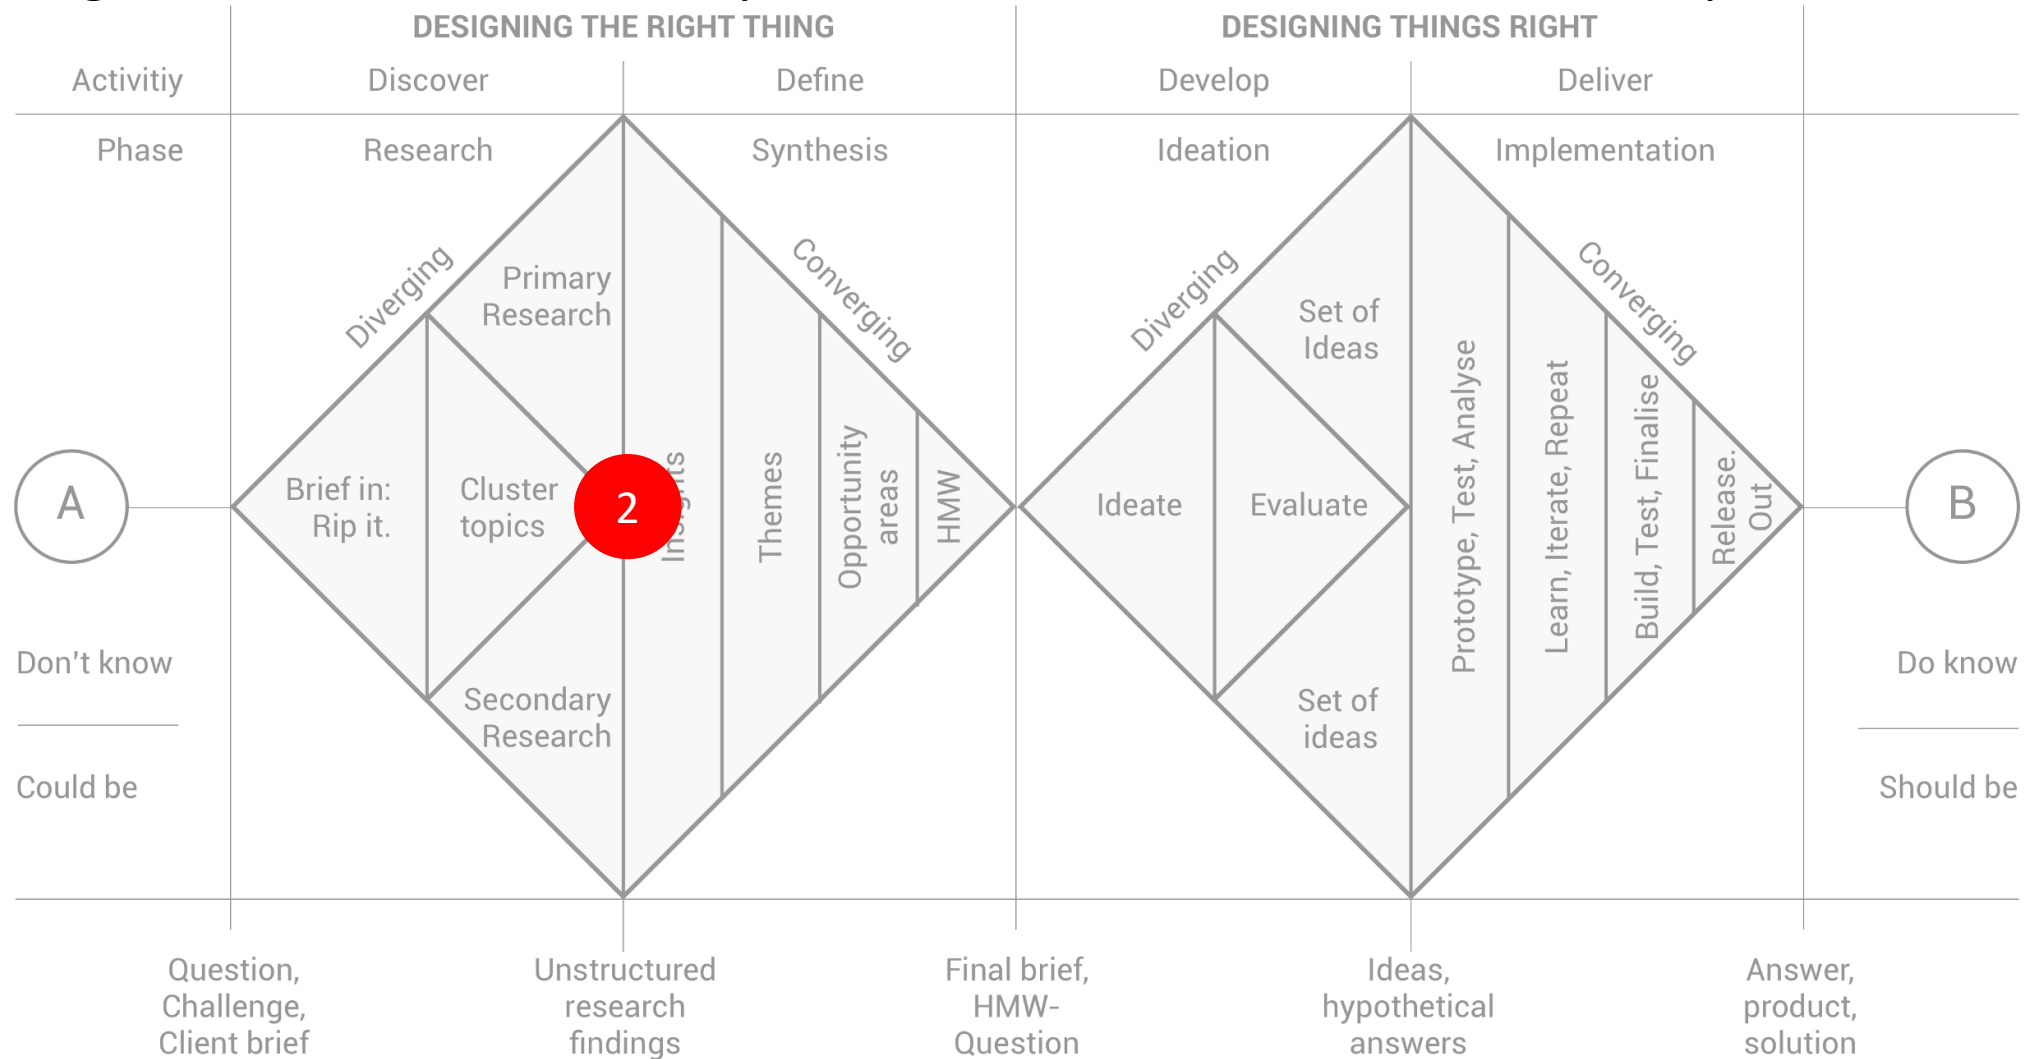 DESIGNING THE RIGHT THING
DESIGNING THINGS RIGHT
Activitiy
Discover
Define
Develop
Deliver
Phase
Research
Synthesis
Ideation
Implementation
Diverging
Primary
Research
Converging
Diverging
Set of
Ideas
Converging
A
Brief in:
Rip it.
Cluster
topics
2
Themes
Opportunity
areas
HMW
Ideate
Evaluate
Prototype, Test, Analyse
Learn, Iterate, Repeat
Build, Test, Finalise
Release.
Out
B
Don't know
Do know
Secondary
Research
Set of
ideas
Could be
Should be
Question,
Challenge,
Client brief
Unstructured
research
findings
Final brief,
HMW-
Question
Ideas,
hypothetical
answers
Answer,
product,
solution